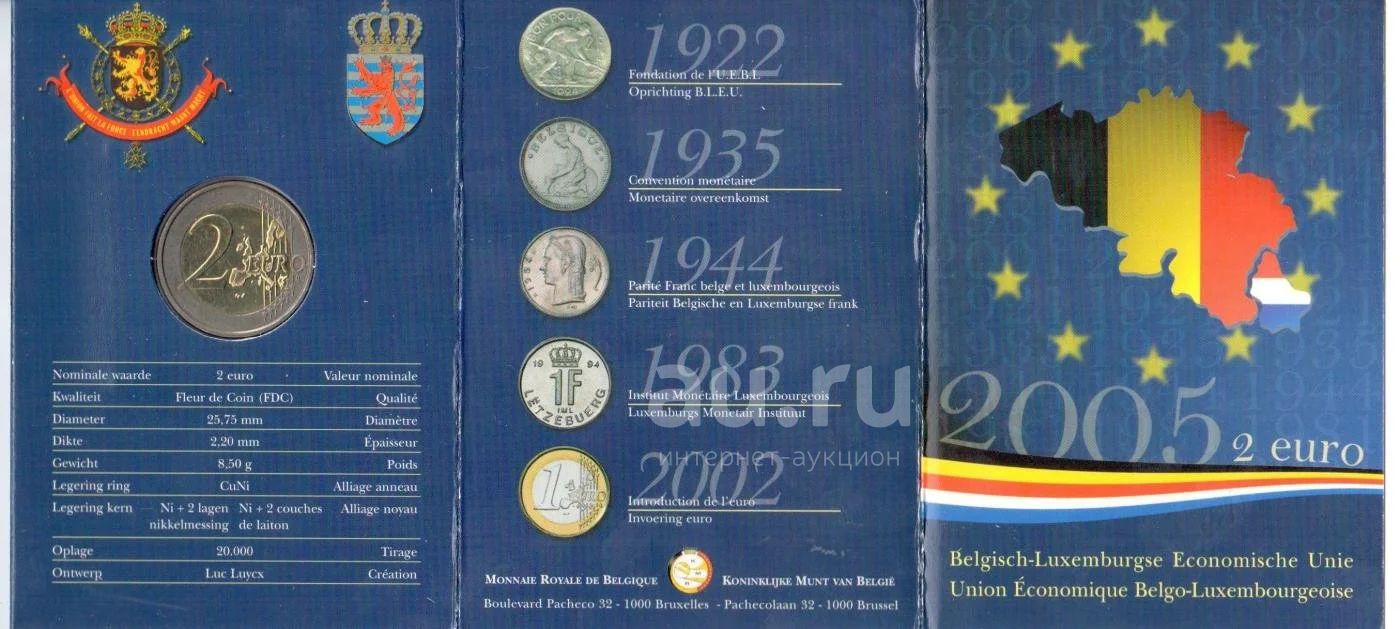 L'UNION FAIT LA FORCE - EENDRACHT MAAKT MACHT
2 EURO
Nominale waarde 2 euro Valeur nominale
Kwaliteit Fleur de Coin (FDC) Qualité
Diameter 25,75 mm Diamètre
Dikte 2,20 mm Épaisseur
Gewicht 8,50 g Poids
Legering ring CuNi Alliage anneau
Legering kern Ni + 2 lagen Ni + 2 couches Alliage noyau
nikkelmessing de laiton
Oplage 20.000 Tirage
Ontwerp Luc Luycx Création
1922
Fondation de l'U.E.B.L
Oprichting B.L.E.U.
1935
Convention monétaire
Monetaire overeenkomst
1944
Parité Franc belge et luxembourgeois
Pariteit Belgische en Luxemburgse frank
1994
1F
IML
LËTZEBUERG
1983
Institut Monétaire Luxembourgeois
Luxemburgs Monetair Instituut
1
2002
Introduction de l'euro
Invoering euro
MONNAIE ROYALE DE BELGIQUE KONINKLIJKE MUNT VAN BELGIË
Boulevard Pacheco 32 - 1000 Bruxelles - Pachecolaan 32 - 1000 Brussel
au.ru
интернет-аукцион
2005 2 euro
Belgisch-Luxemburgse Economische Unie
Union Économique Belgo-Luxembourgeoise